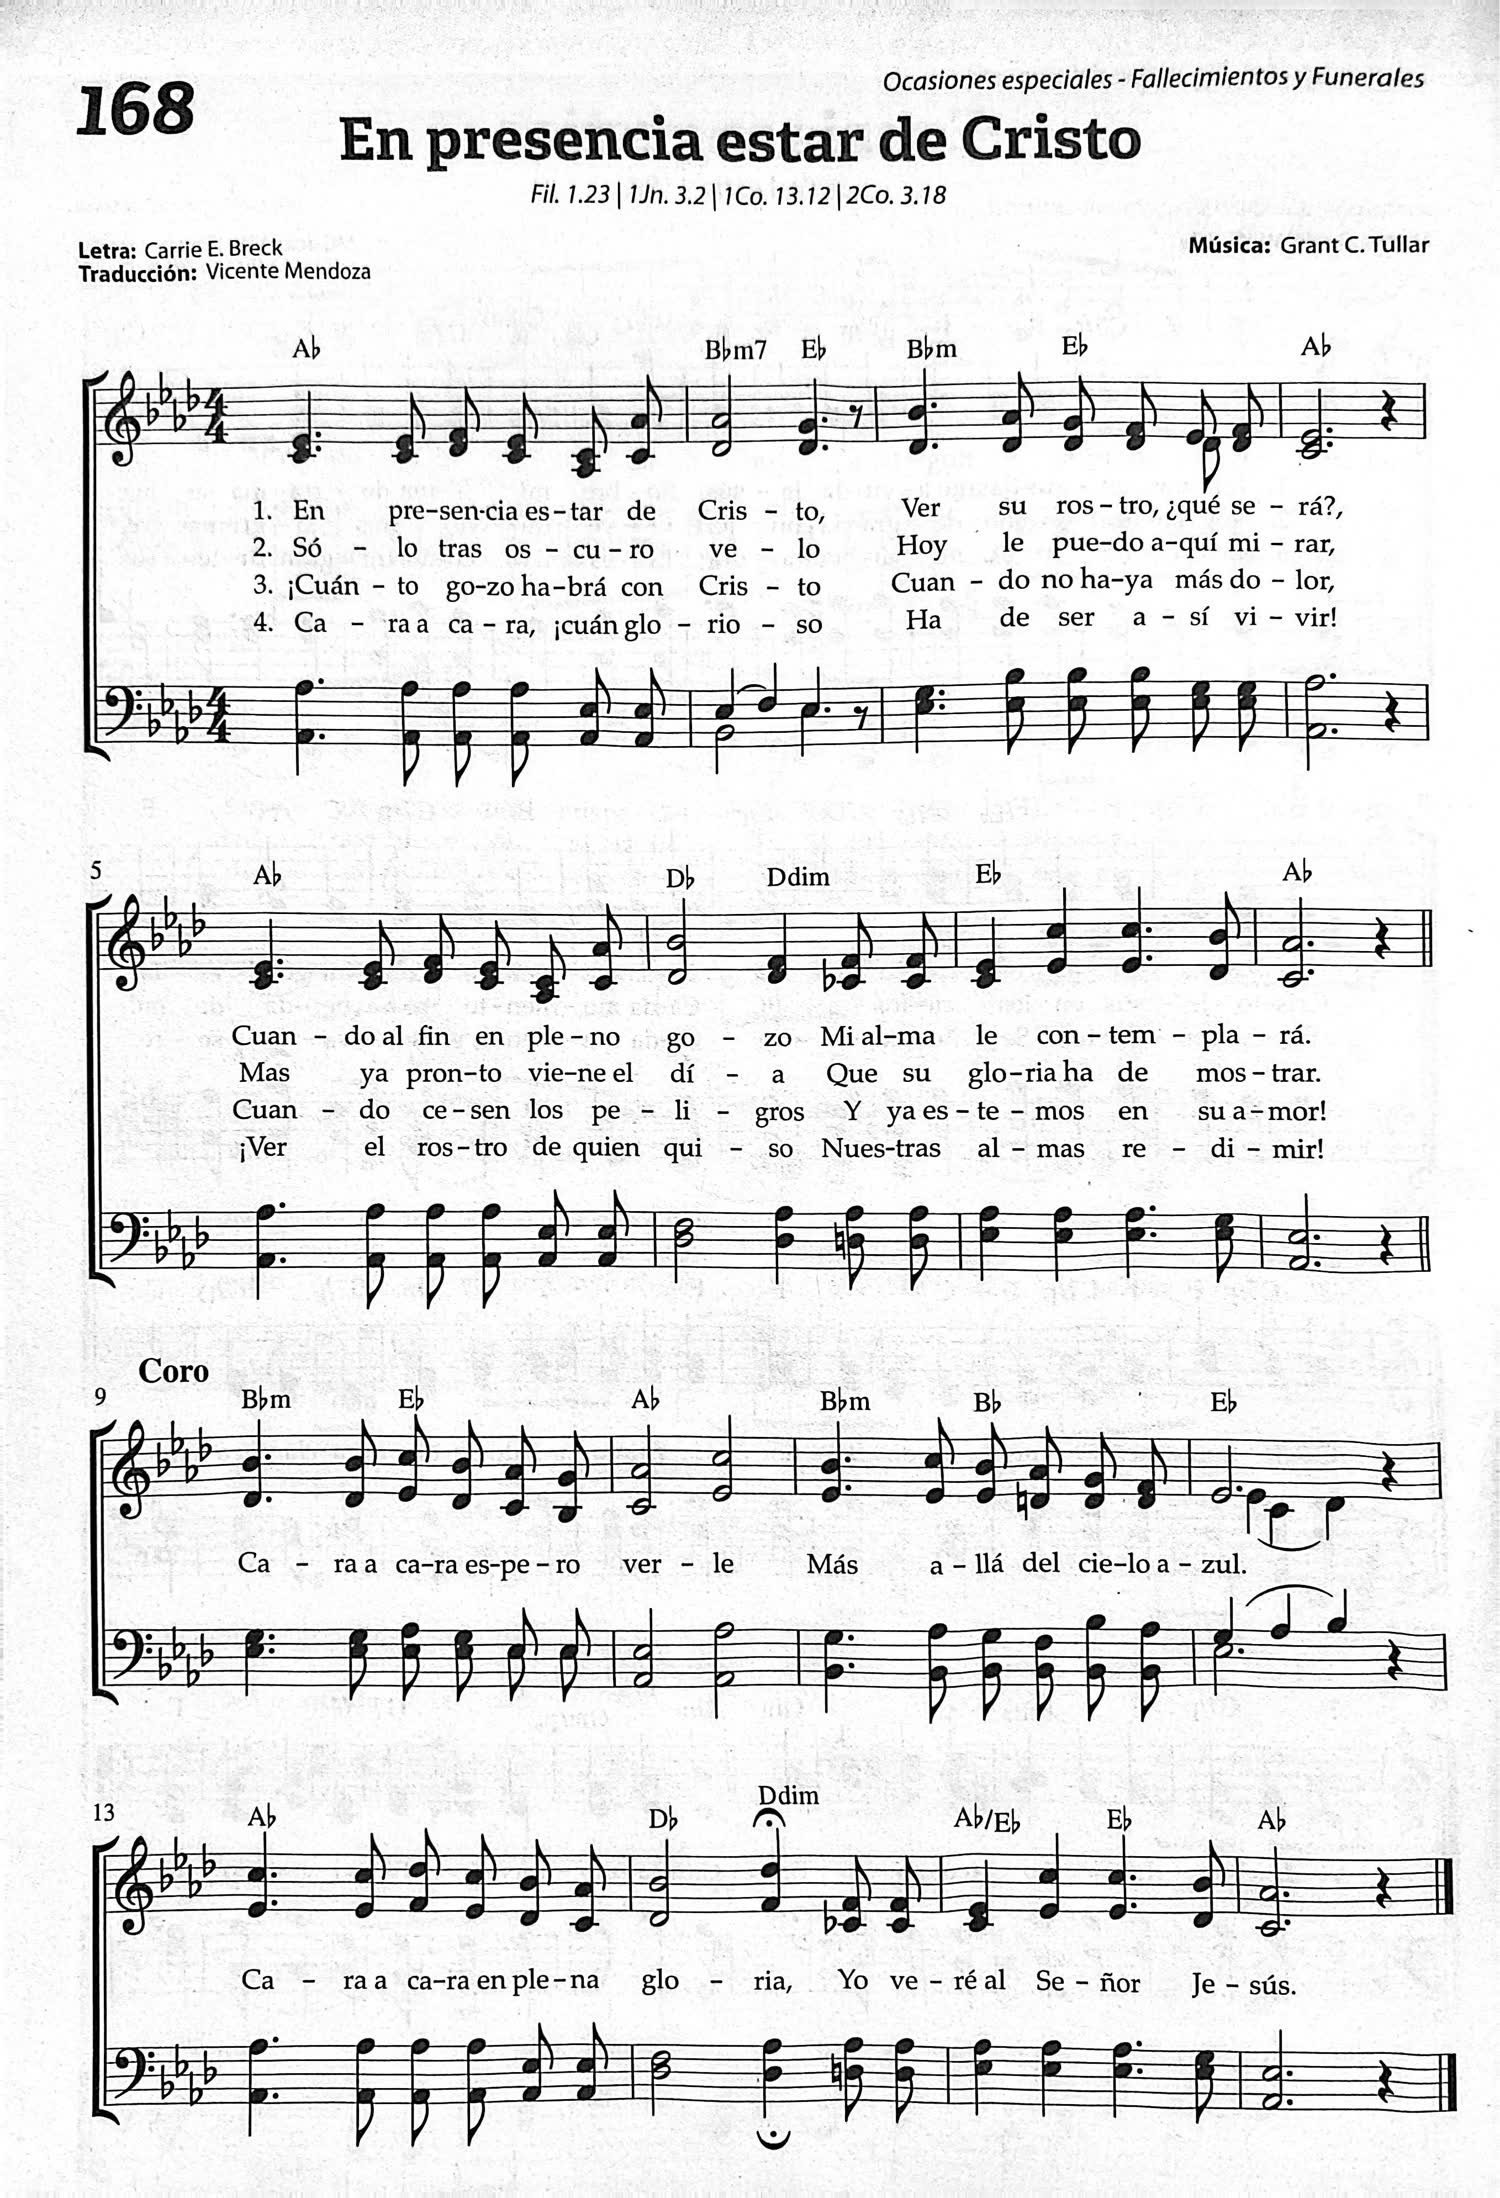 168
Ocasiones especiales - Fallecimientos y Funerales
En presencia estar de Cristo
Fil. 1.23 | 1Jn. 3.2 | 1Co. 13.12 | 2Co. 3.18
Letra: Carrie E. Breck
Música: Grant C. Tullar
Traducción: Vicente Mendoza
A♭ B♭m7 E♭ B♭m E♭ A♭
4
4
1. En pre-sen-cia es-tar de Cris-to, Ver su ros-tro, ¿qué se-rá?,
2. Só-lo tras os-cu-ro ve-lo Hoy le pue-do a-quí mi-rar,
3. ¡Cuán-to go-zo ha-brá con Cris-to Cuan-do no ha-ya más do-lor,
4. Ca-ra a ca-ra, ¡cuán glo-rio-so Ha de ser a-sí vi-vir!
4
4
5
A♭ D♭ Ddim E♭ A♭
Cuan-do al fin en ple-no go-zo Mi al-ma le con-tem-pla-rá.
Mas ya pron-to vie-ne el dí-a Que su glo-ria ha de mos-trar.
Cuan-do ce-sen los pe-li-gros Y ya es-te-mos en su a-mor!
¡Ver el ros-tro de quien qui-so Nues-tras al-mas re-di-mir!
Coro
9
B♭m E♭ A♭ B♭m B♭ E♭
Ca-ra a ca-ra es-pe-ro ver-le Más a-llá del cie-lo a-zul.
13
A♭ D♭ Ddim A♭/E♭ E♭ A♭
Ca-ra a ca-ra en ple-na glo-ria, Yo ve-ré al Se-ñor Je-sús.